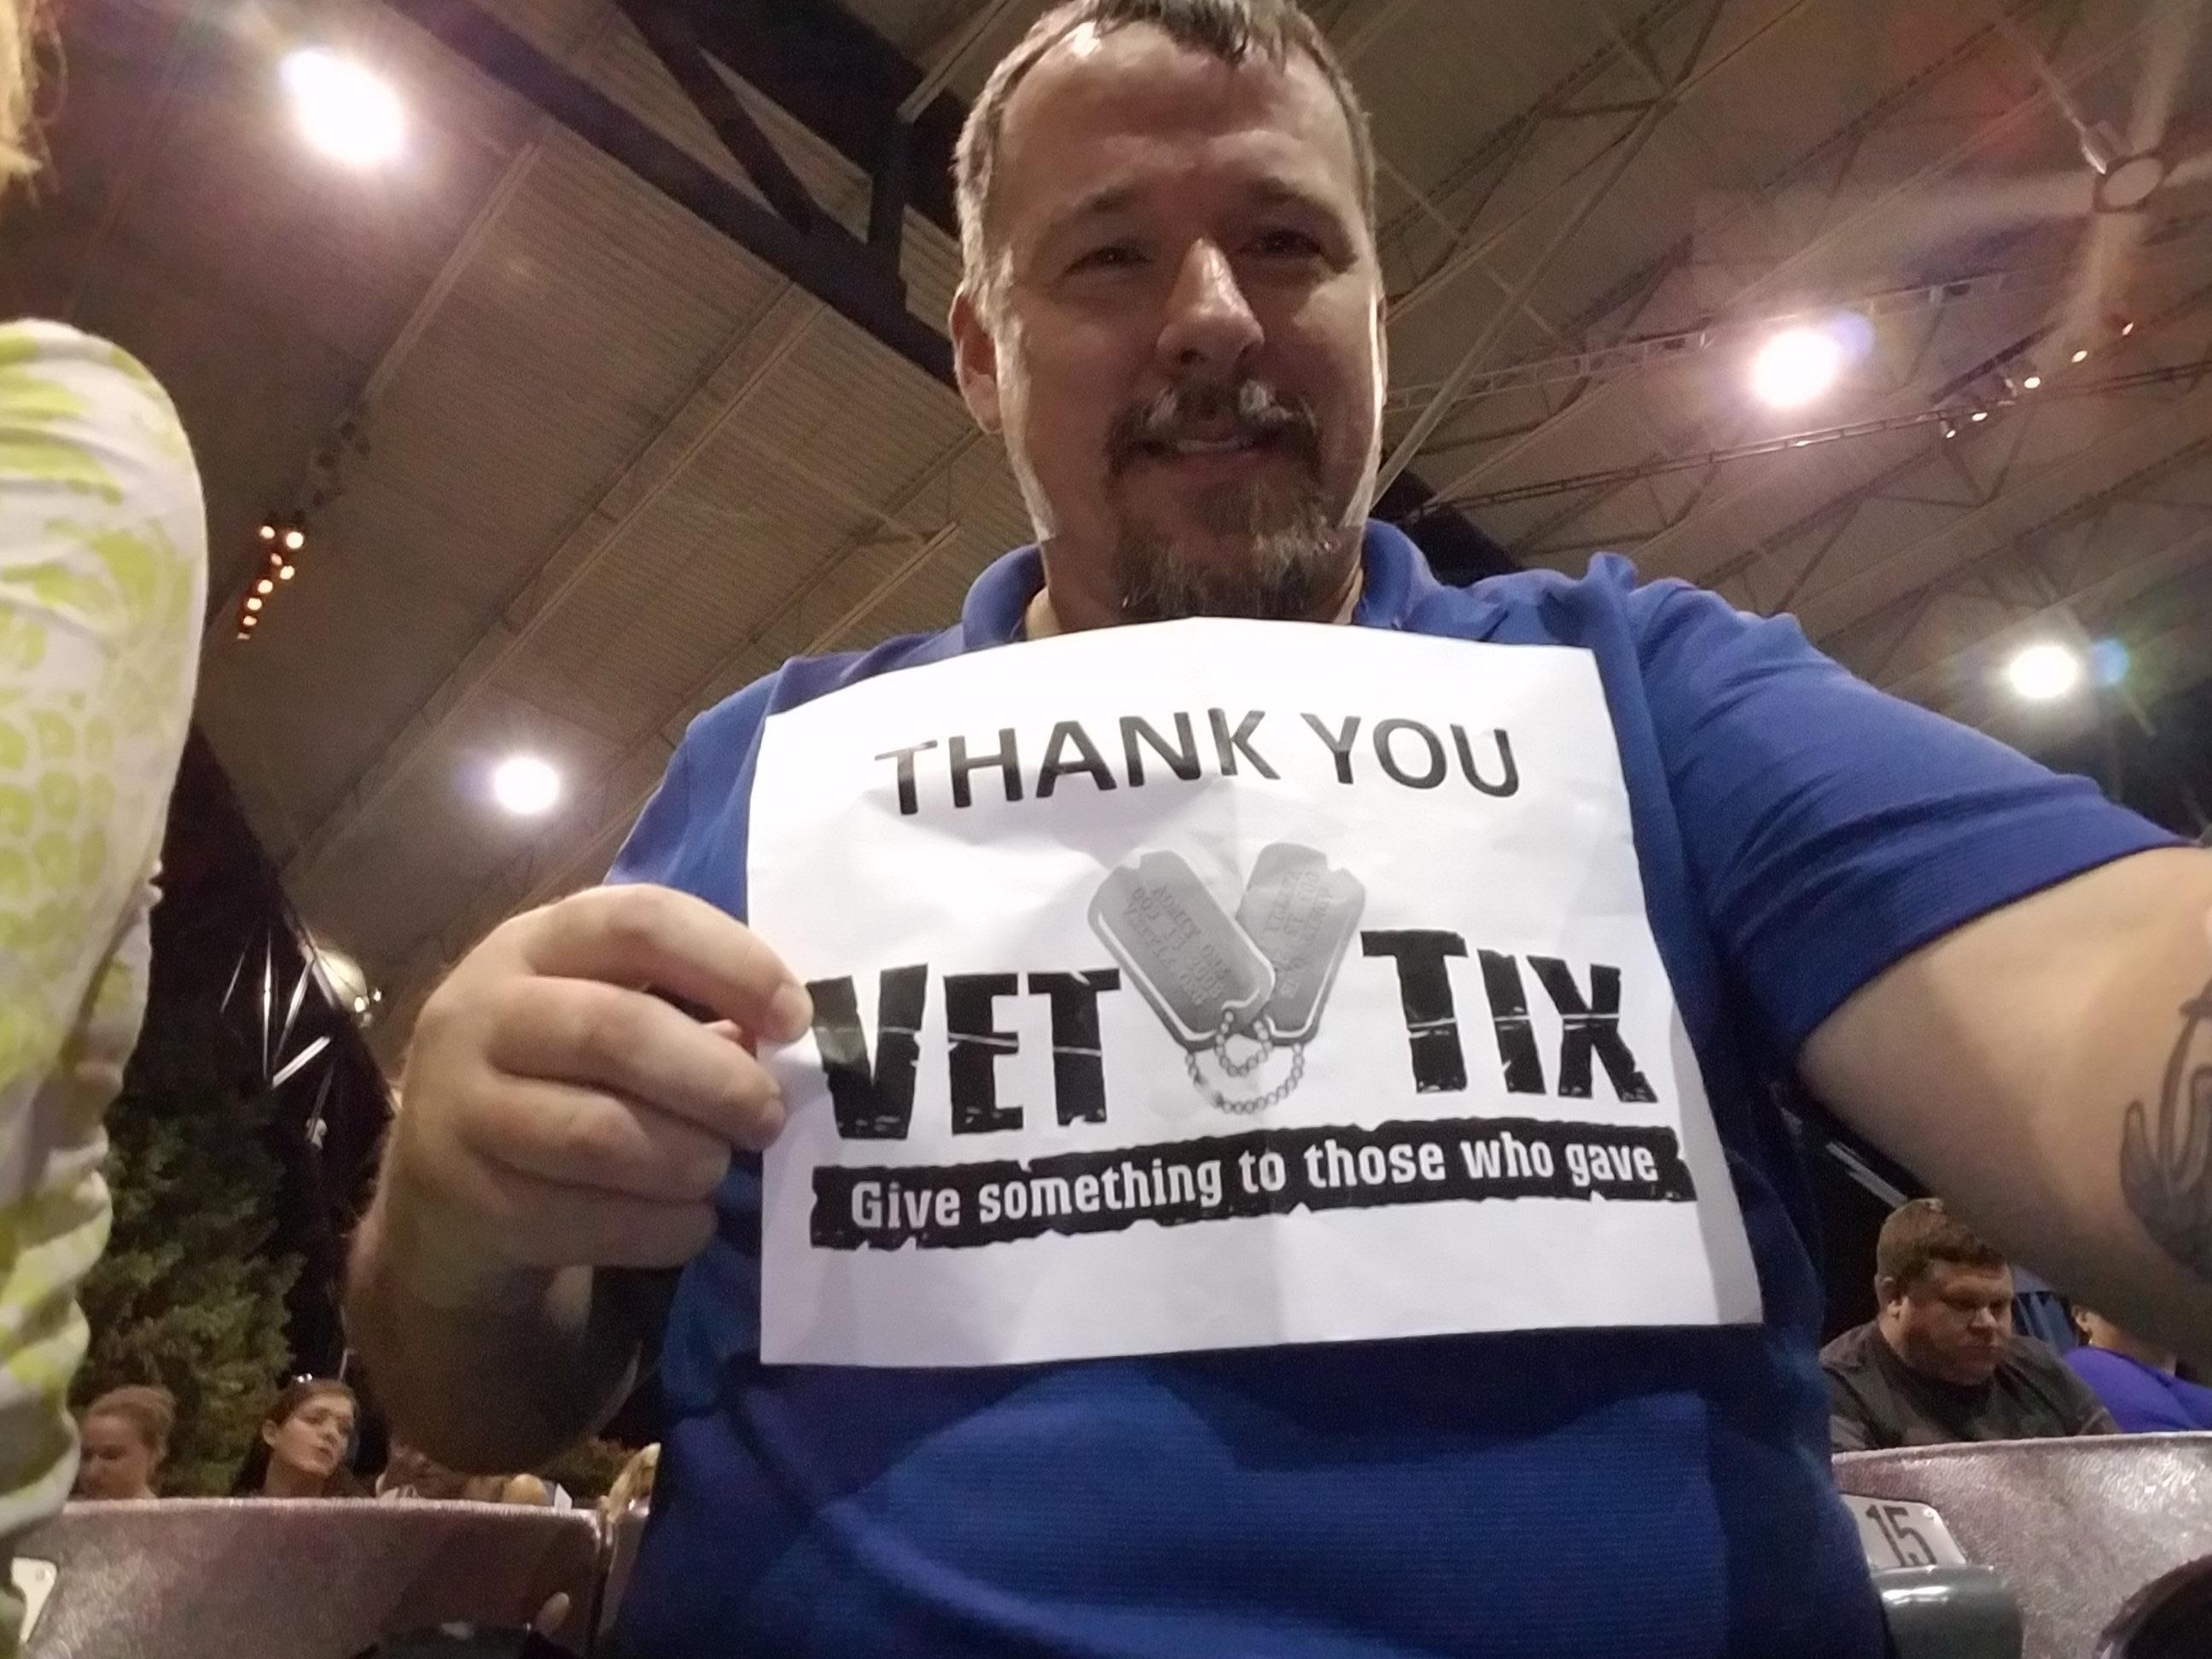 THANK YOU
VET TIX
Give something to those who gave
15